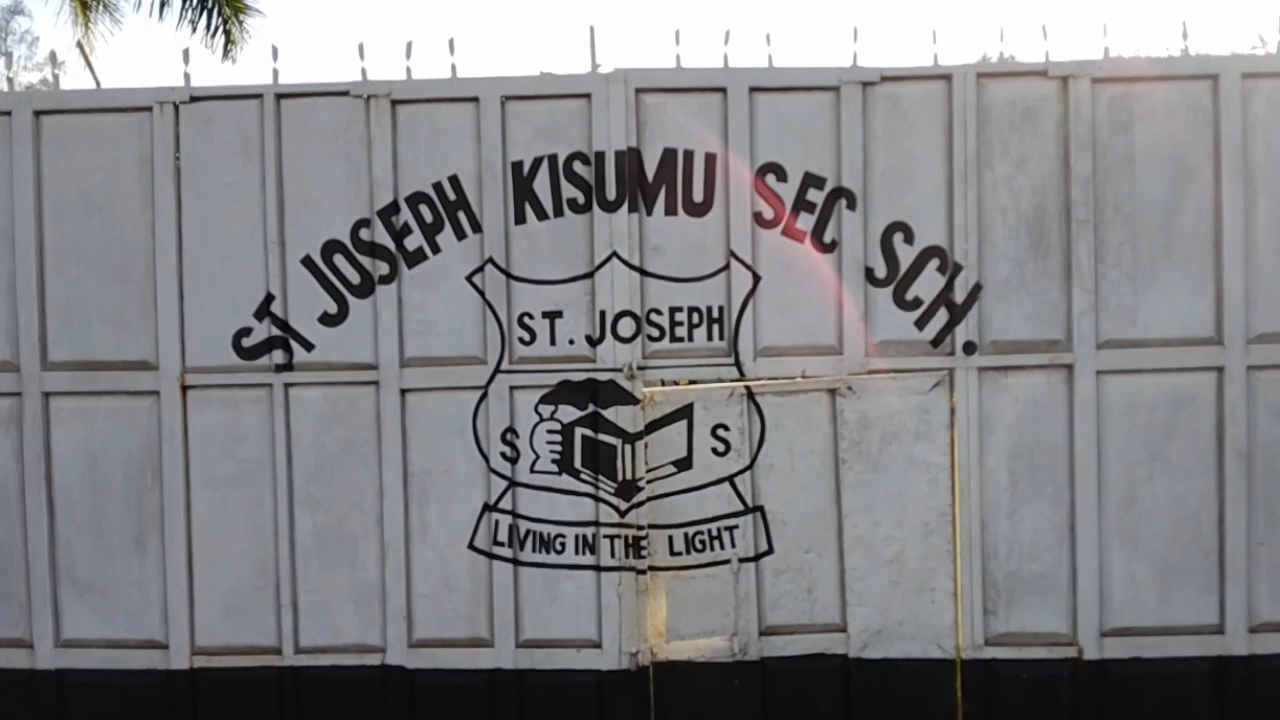 ST JOSEPH KISUMU SEC SCH.
ST. JOSEPH
S S
LIVING IN THE LIGHT